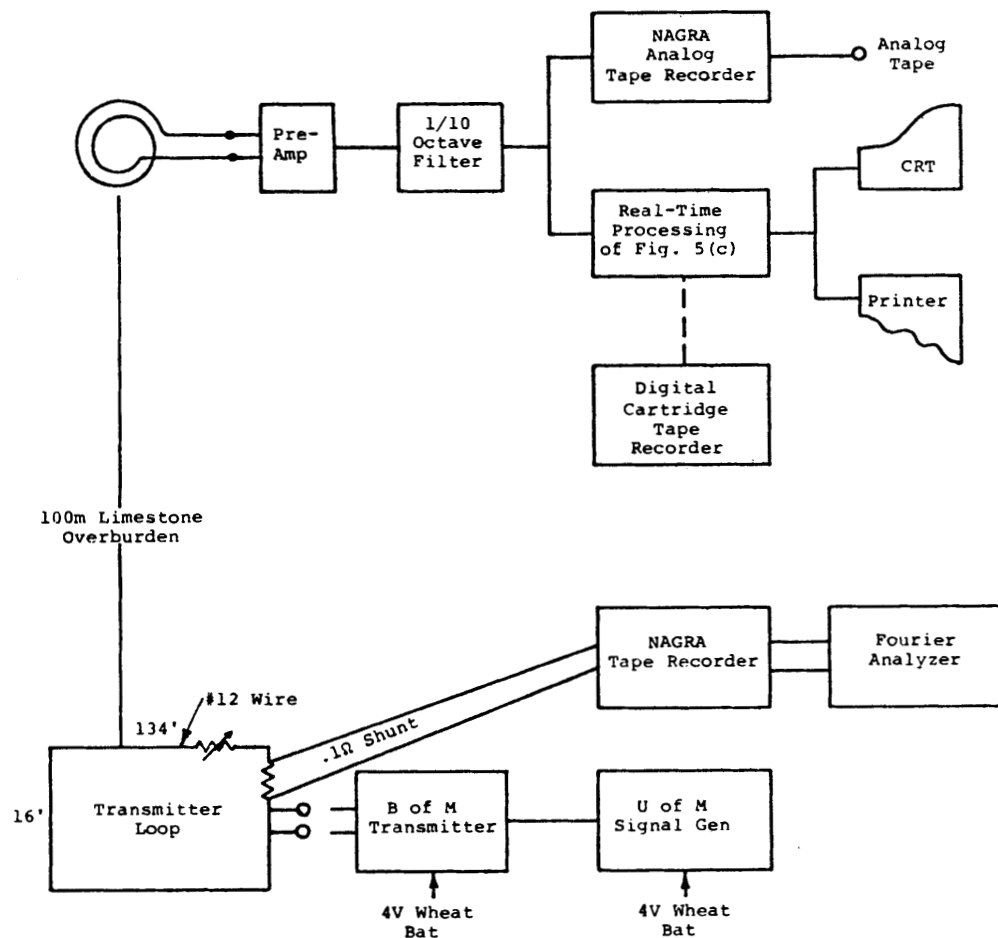 NAGRA
Analog
Tape Recorder
Analog
Tape
Pre-
Amp
1/10
Octave
Filter
CRT
Real-Time
Processing
of Fig. 5(c)
Printer
Digital
Cartridge
Tape
Recorder
100m Limestone
Overburden
NAGRA
Tape Recorder
Fourier
Analyzer
#12 Wire
134'
.1Ω Shunt
16'
Transmitter
Loop
B of M
Transmitter
U of M
Signal Gen
4V Wheat
Bat
4V Wheat
Bat